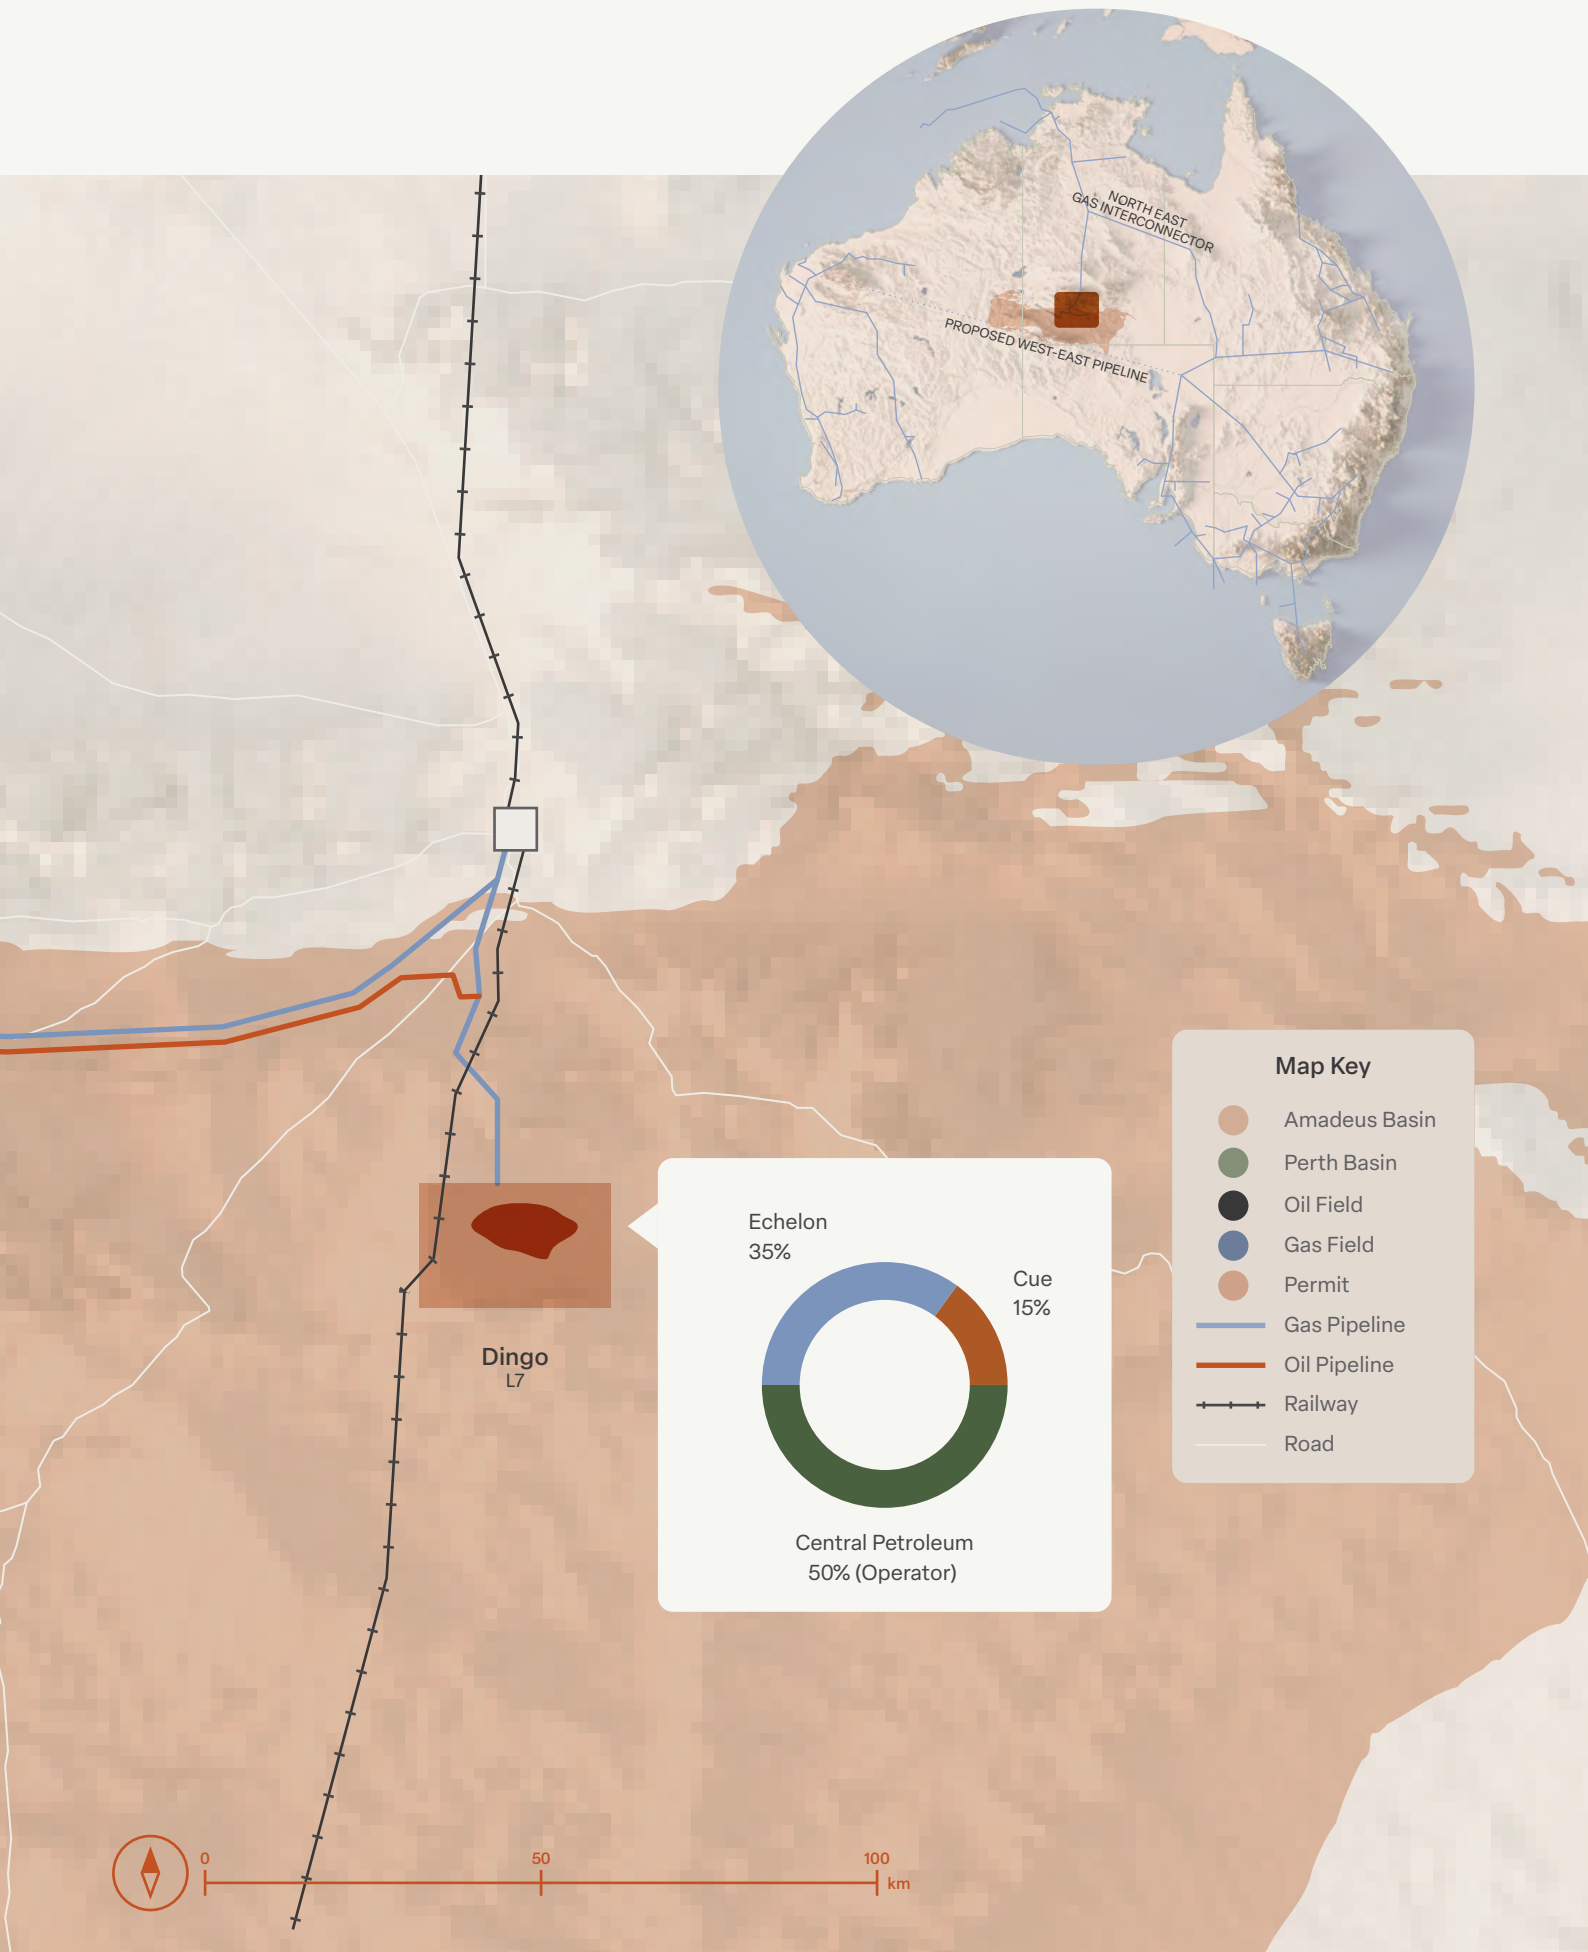 NORTH EAST
GAS INTERCONNECTOR
PROPOSED WEST-EAST PIPELINE
Map Key
Amadeus Basin
Perth Basin
Oil Field
Gas Field
Permit
Gas Pipeline
Oil Pipeline
Railway
Road
Echelon
35%
Cue
15%
Central Petroleum
50% (Operator)
Dingo
L7
0
50
100
km